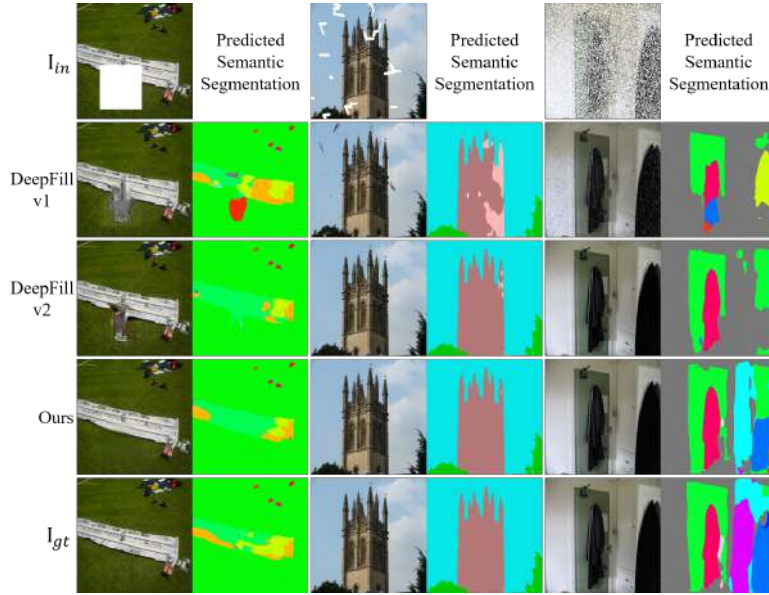 I_in
Predicted
Semantic
Segmentation
Predicted
Semantic
Segmentation
Predicted
Semantic
Segmentation
DeepFill
v1
DeepFill
v2
Ours
I_gt